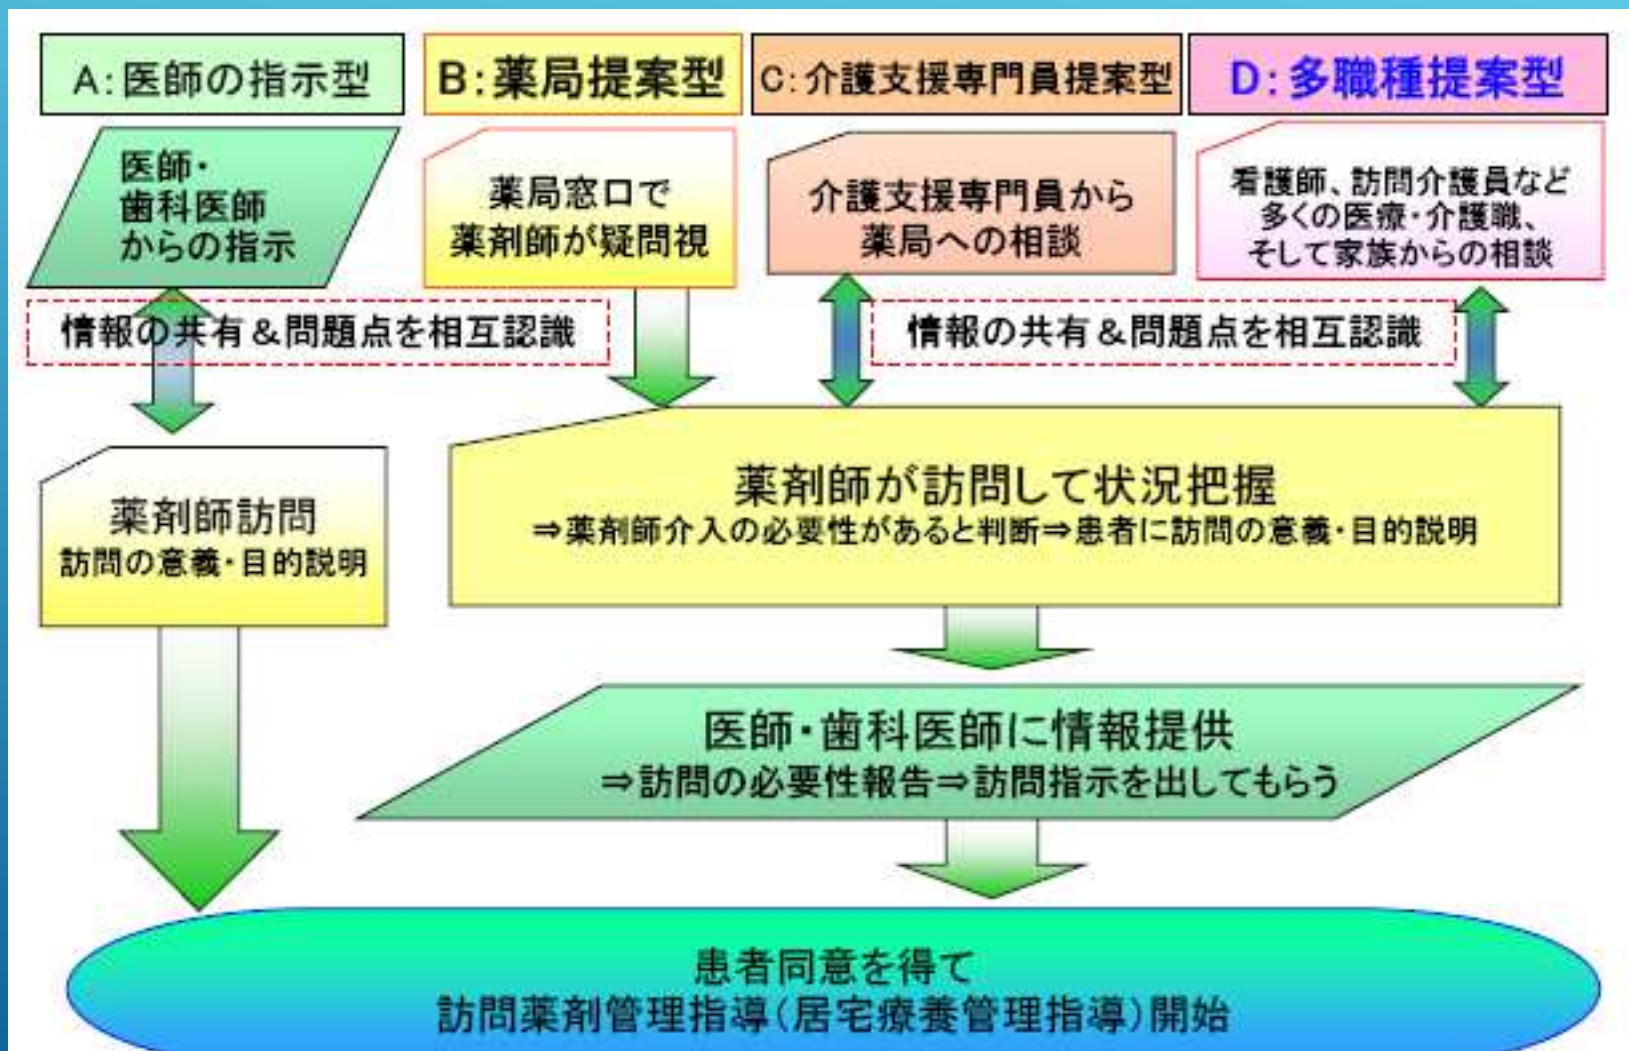 A:医師の指示型
B:薬局提案型
C:介護支援専門員提案型
D:多職種提案型
医師・
歯科医師
からの指示
薬局窓口で
薬剤師が疑問視
介護支援専門員から
薬局への相談
看護師、訪問介護員など
多くの医療・介護職、
そして家族からの相談
情報の共有&問題点を相互認識
情報の共有&問題点を相互認識
薬剤師訪問
訪問の意義・目的説明
薬剤師が訪問して状況把握
⇒薬剤師介入の必要性があると判断⇒患者に訪問の意義・目的説明
医師・歯科医師に情報提供
⇒訪問の必要性報告⇒訪問指示を出してもらう
患者同意を得て
訪問薬剤管理指導(居宅療養管理指導)開始